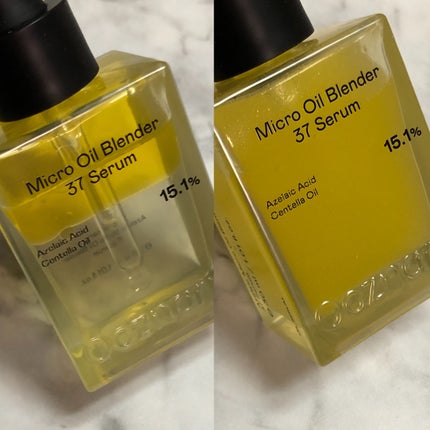 Micro Oil Blender
37 Serum
15.1%
Azelaic Acid
Centella Oil
Micro Oil Blender
37 Serum
15.1%
Azelaic Acid
Centella Oil